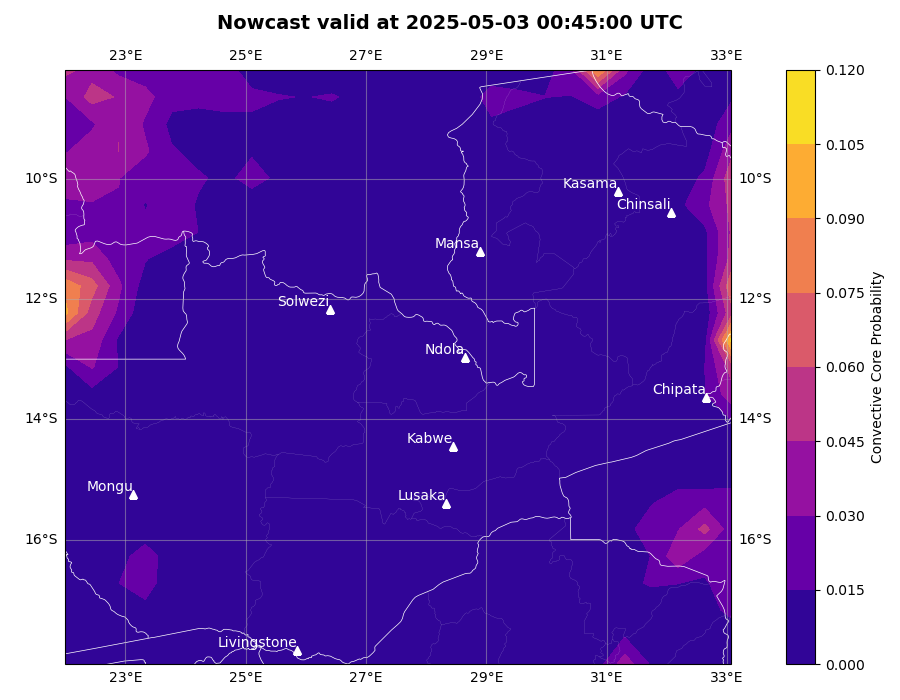 Nowcast valid at 2025-05-03 00:45:00 UTC
23°E 25°E 27°E 29°E 31°E 33°E
0.120
0.105
0.090
0.075
0.060
0.045
0.030
0.015
0.000
Convective Core Probability
10°S 10°S
12°S 12°S
14°S 14°S
16°S 16°S
Kasama
Chinsali
Mansa
Solwezi
Ndola
Chipata
Kabwe
Mongu
Lusaka
Livingstone
23°E 25°E 27°E 29°E 31°E 33°E